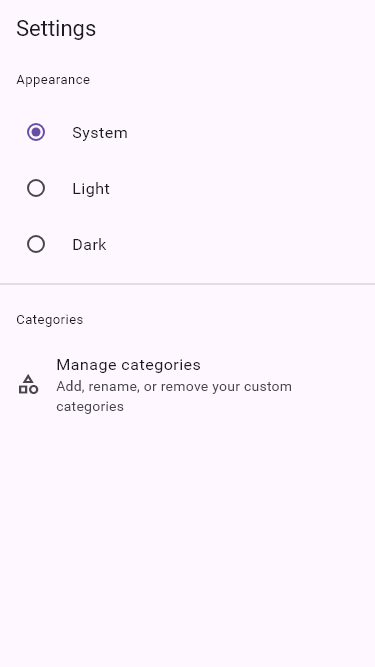 Settings
Appearance
System
Light
Dark
Categories
Manage categories
Add, rename, or remove your custom
categories